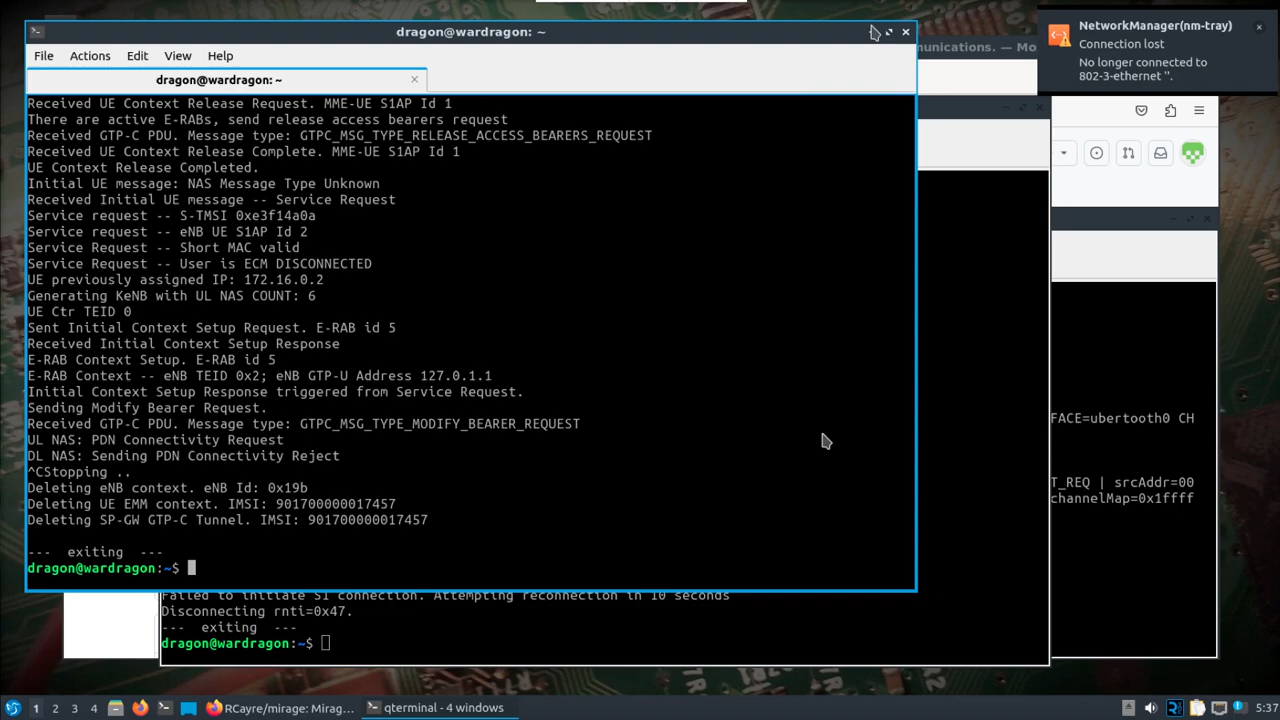 dragon@wardragon: ~
File Actions Edit View Help
dragon@wardragon: ~
Received UE Context Release Request. MME-UE S1AP Id 1
There are active E-RABs, send release access bearers request
Received GTP-C PDU. Message type: GTPC_MSG_TYPE_RELEASE_ACCESS_BEARERS_REQUEST
Received UE Context Release Complete. MME-UE S1AP Id 1
UE Context Release Completed.
Initial UE message: NAS Message Type Unknown
Received Initial UE message -- Service Request
Service request -- S-TMSI 0xe3f14a0a
Service request -- eNB UE S1AP Id 2
Service Request -- Short MAC valid
Service Request -- User is ECM DISCONNECTED
UE previously assigned IP: 172.16.0.2
Generating KeNB with UL NAS COUNT: 6
UE Ctr TEID 0
Sent Initial Context Setup Request. E-RAB id 5
Received Initial Context Setup Response
E-RAB Context Setup. E-RAB id 5
E-RAB Context -- eNB TEID 0x2; eNB GTP-U Address 127.0.1.1
Initial Context Setup Response triggered from Service Request.
Sending Modify Bearer Request.
Received GTP-C PDU. Message type: GTPC_MSG_TYPE_MODIFY_BEARER_REQUEST
UL NAS: PDN Connectivity Request
DL NAS: Sending PDN Connectivity Reject
^CStopping ..
Deleting eNB context. eNB Id: 0x19b
Deleting UE EMM context. IMSI: 901700000017457
Deleting SP-GW GTP-C Tunnel. IMSI: 901700000017457
--- exiting ---
dragon@wardragon:~$
Failed to initiate S1 connection. Attempting reconnection in 10 seconds
Disconnecting rnti=0x47.
--- exiting ---
dragon@wardragon:~$
NetworkManager(nm-tray)
Connection lost
No longer connected to
802-3-ethernet ''.
munications. — Mo
FACE=ubertooth0 CH
T_REQ | srcAddr=00
channelMap=0x1ffff
1 2 3 4
RCayre/mirage: Mirag...
qterminal - 4 windows
5:37